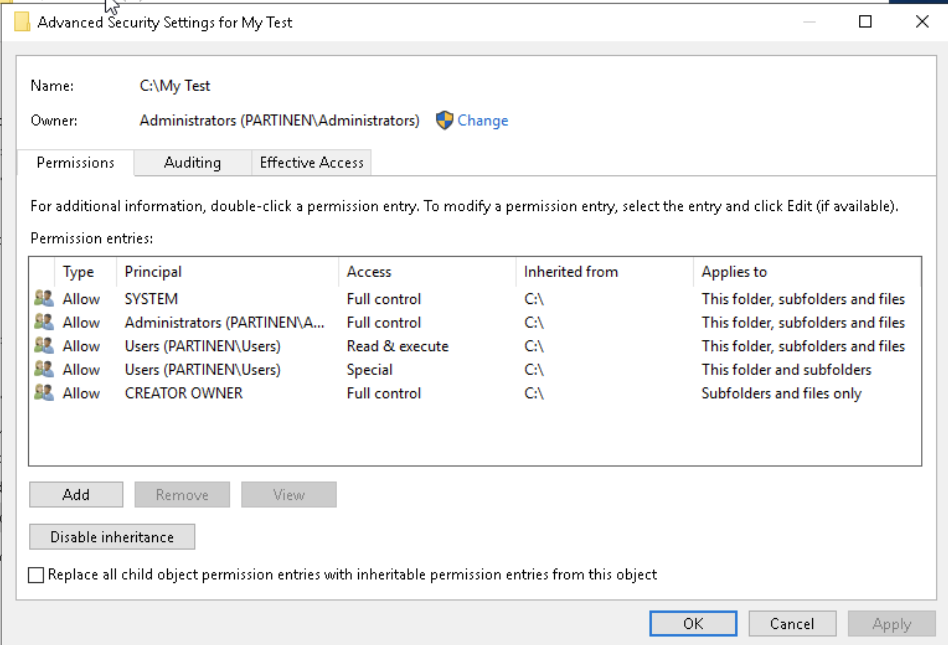 Advanced Security Settings for My Test
Name: C:\My Test
Owner: Administrators (PARTINEN\Administrators) Change
Permissions Auditing Effective Access
For additional information, double-click a permission entry. To modify a permission entry, select the entry and click Edit (if available).
Permission entries:
Type Principal Access Inherited from Applies to
Allow SYSTEM Full control C:\ This folder, subfolders and files
Allow Administrators (PARTINEN\A... Full control C:\ This folder, subfolders and files
Allow Users (PARTINEN\Users) Read & execute C:\ This folder, subfolders and files
Allow Users (PARTINEN\Users) Special C:\ This folder and subfolders
Allow CREATOR OWNER Full control C:\ Subfolders and files only
Add Remove View
Disable inheritance
Replace all child object permission entries with inheritable permission entries from this object
OK Cancel Apply